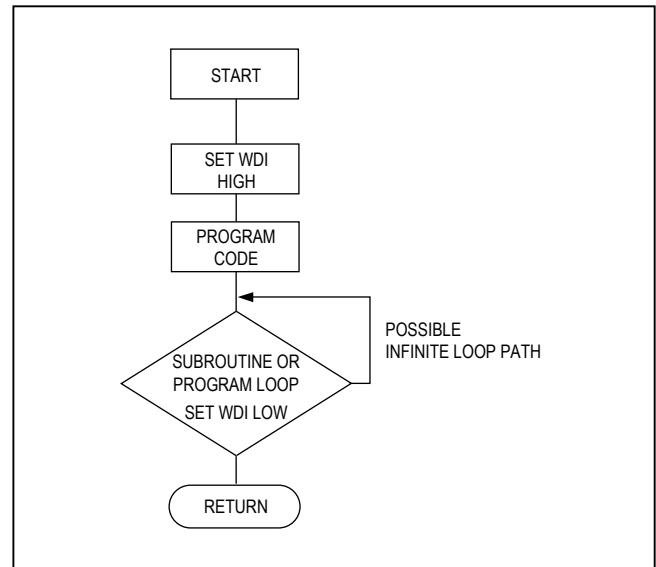 START
SET WDI
HIGH
PROGRAM
CODE
POSSIBLE
INFINITE LOOP PATH
SUBROUTINE OR
PROGRAM LOOP
SET WDI LOW
RETURN